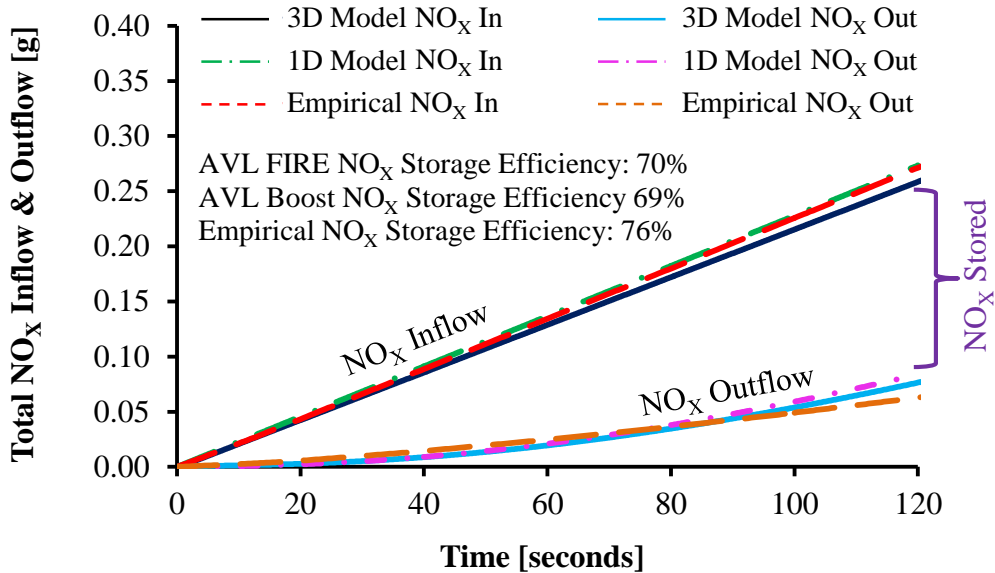 3D Model NOX In
3D Model NOX Out
1D Model NOX In
1D Model NOX Out
Empirical NOX In
Empirical NOX Out
AVL FIRE NOX Storage Efficiency: 70%
AVL Boost NOX Storage Efficiency 69%
Empirical NOX Storage Efficiency: 76%
Total NOX Inflow & Outflow [g]
0.40
0.35
0.30
0.25
0.20
0.15
0.10
0.05
0.00
NOX Inflow
NOX Outflow
NOX Stored
0
20
40
60
80
100
120
Time [seconds]